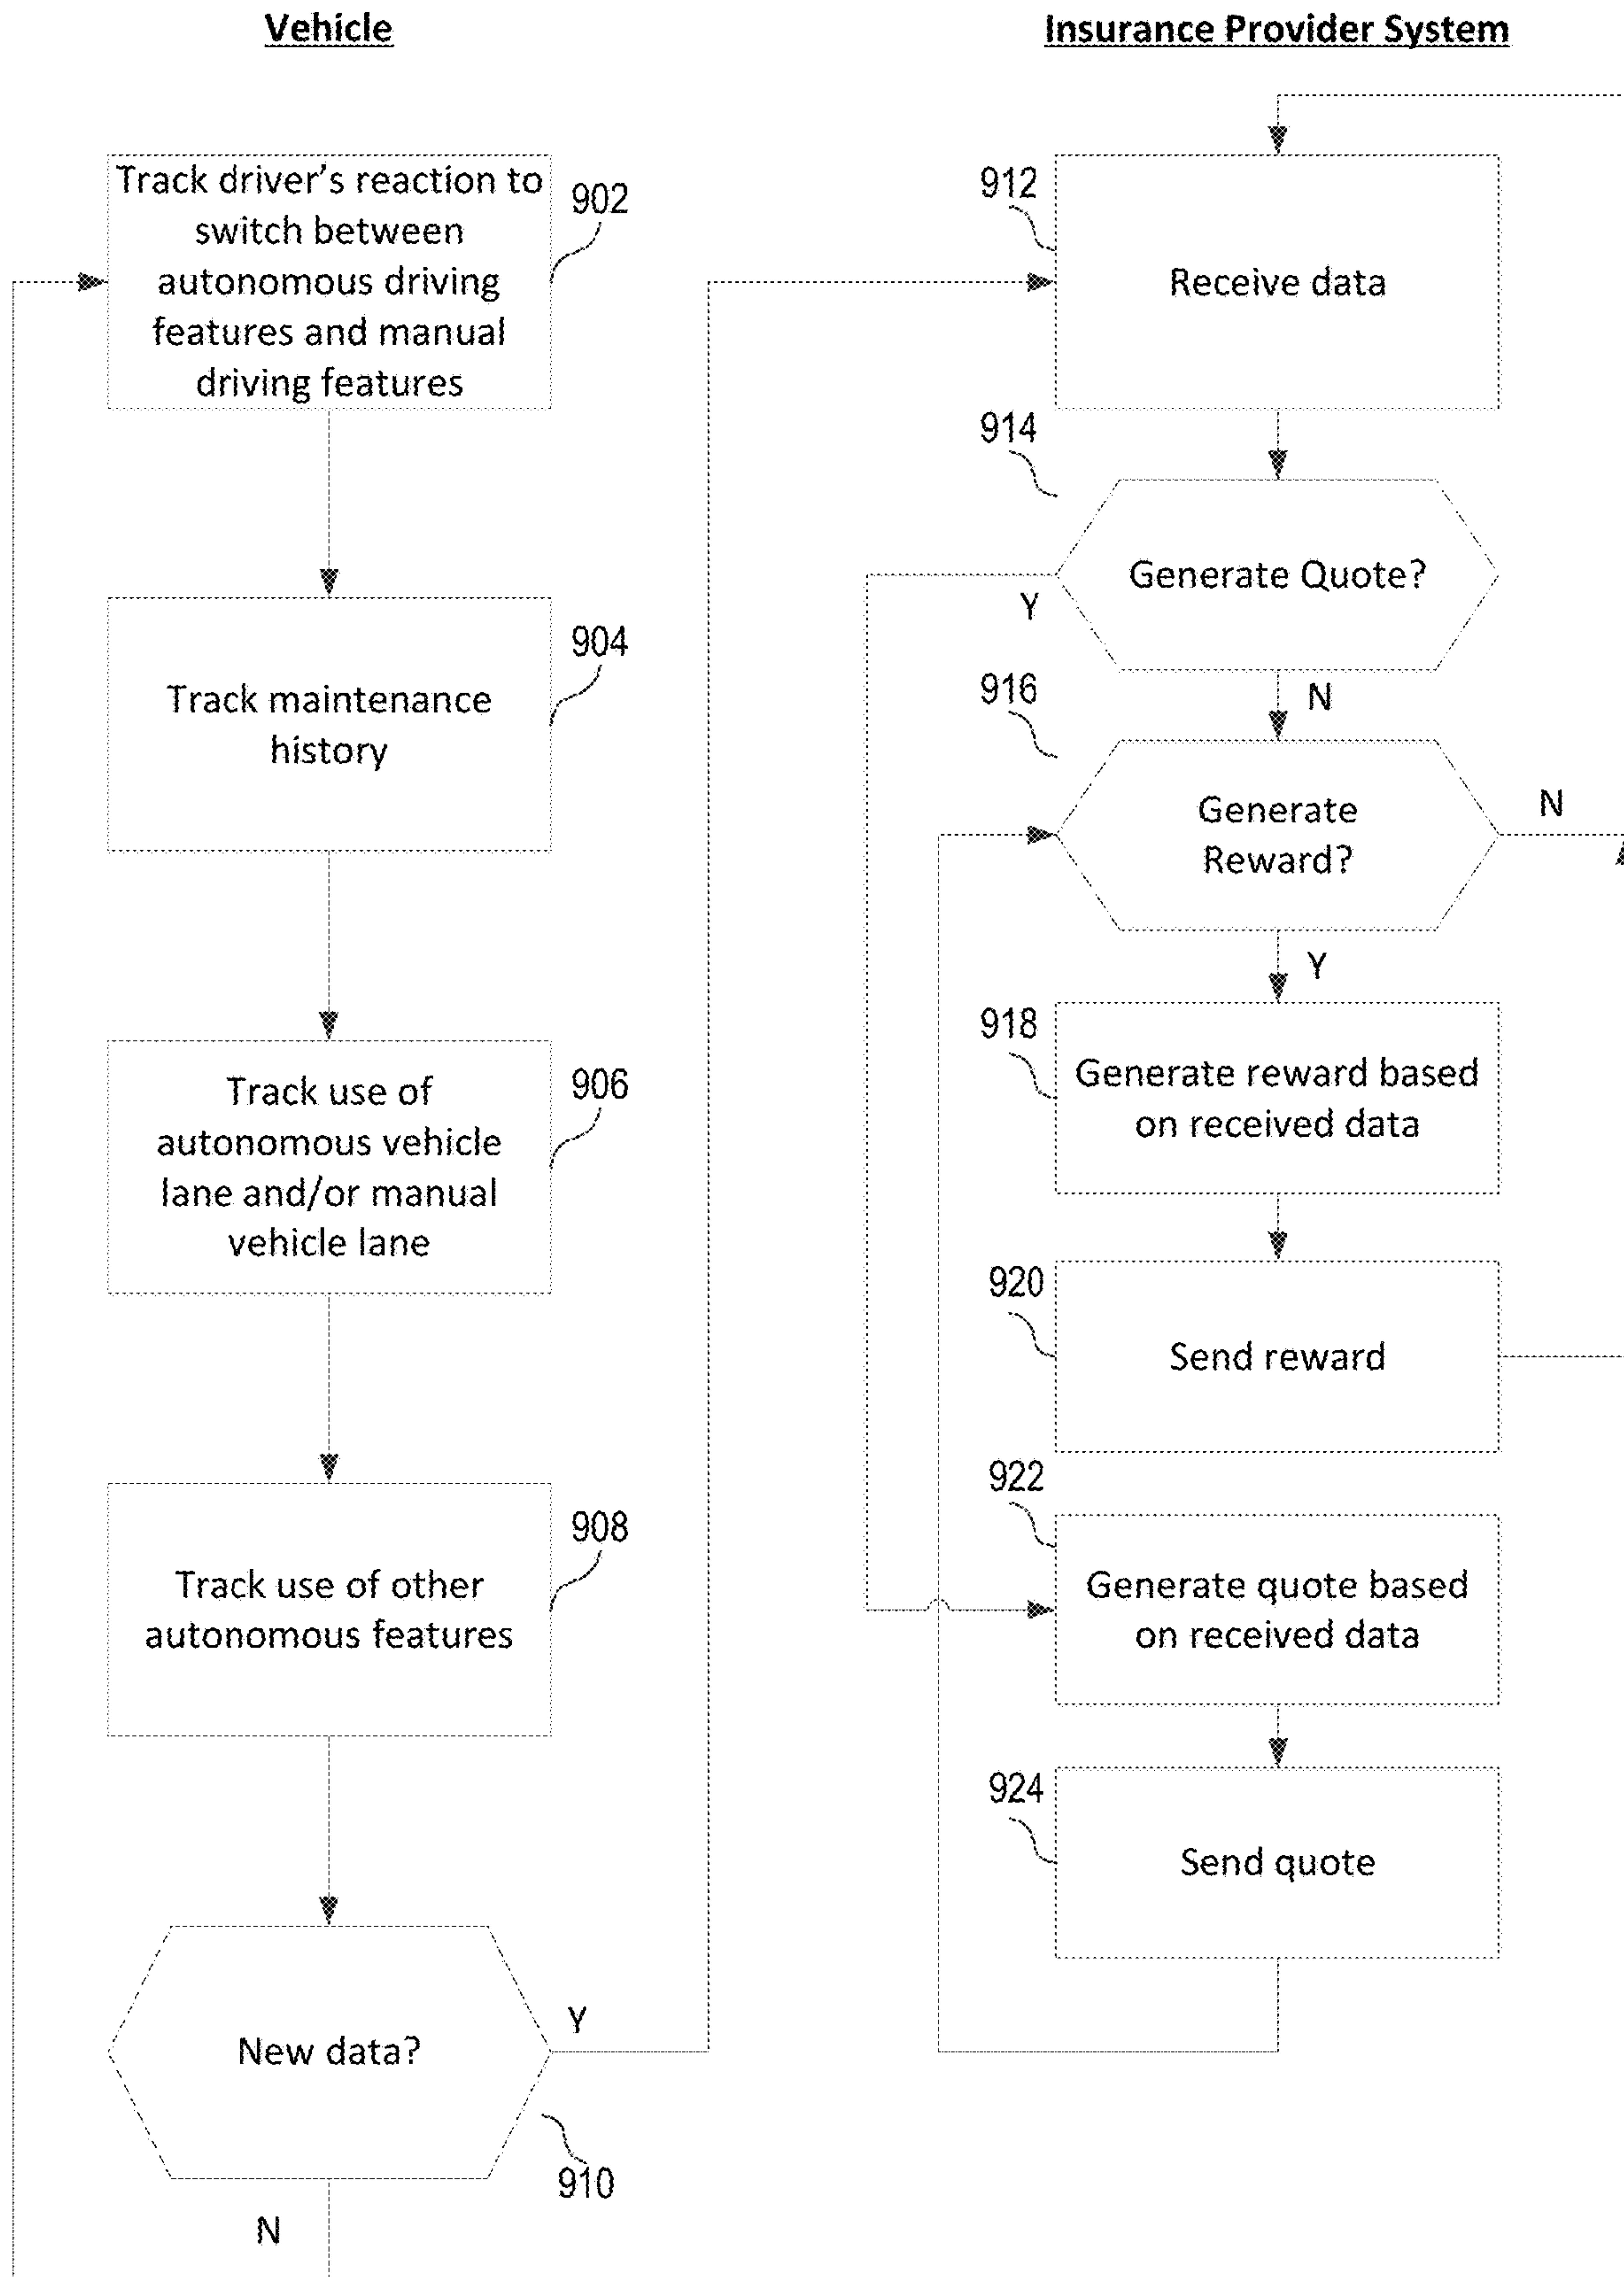 Vehicle
Track driver's reaction to
switch between
autonomous driving
features and manual
driving features
902
Track maintenance
history
904
Track use of
autonomous vehicle
lane and/or manual
vehicle lane
906
Track use of other
autonomous features
908
New data?
Y
910
N
Insurance Provider System
912
Receive data
914
Generate Quote?
Y
N
916
Generate
Reward?
N
Y
918
Generate reward based
on received data
920
Send reward
922
Generate quote based
on received data
924
Send quote